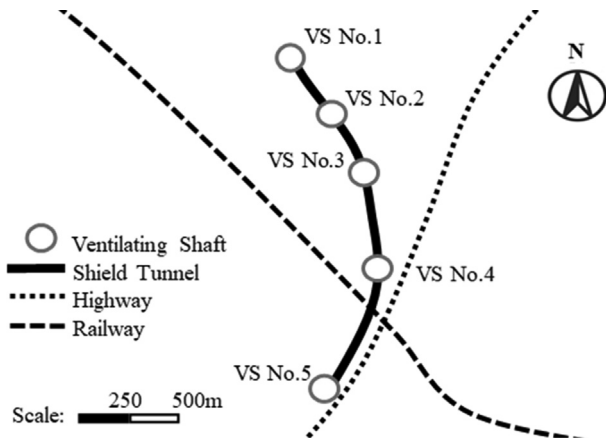 VS No.1
N
VS No.2
VS No.3
Ventilating Shaft
VS No.4
Shield Tunnel
Highway
Railway
VS No.5
250 500m
Scale: